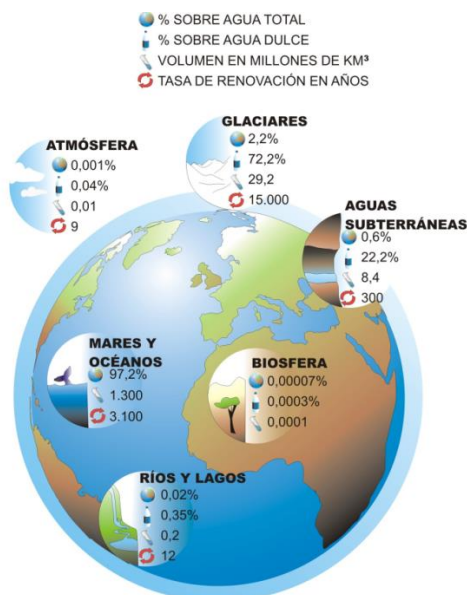 % SOBRE AGUA TOTAL
% SOBRE AGUA DULCE
VOLUMEN EN MILLONES DE KM³
TASA DE RENOVACIÓN EN AÑOS
GLACIARES
2,2%
72,2%
29,2
15.000
ATMÓSFERA
0,001%
0,04%
0,01
9
AGUAS
SUBTERRÁNEAS
0,6%
22,2%
8,4
300
MARES Y
OCÉANOS
97,2%
1.300
3.100
BIOSFERA
0,00007%
0,0003%
0,0001
RÍOS Y LAGOS
0,02%
0,35%
0,2
12